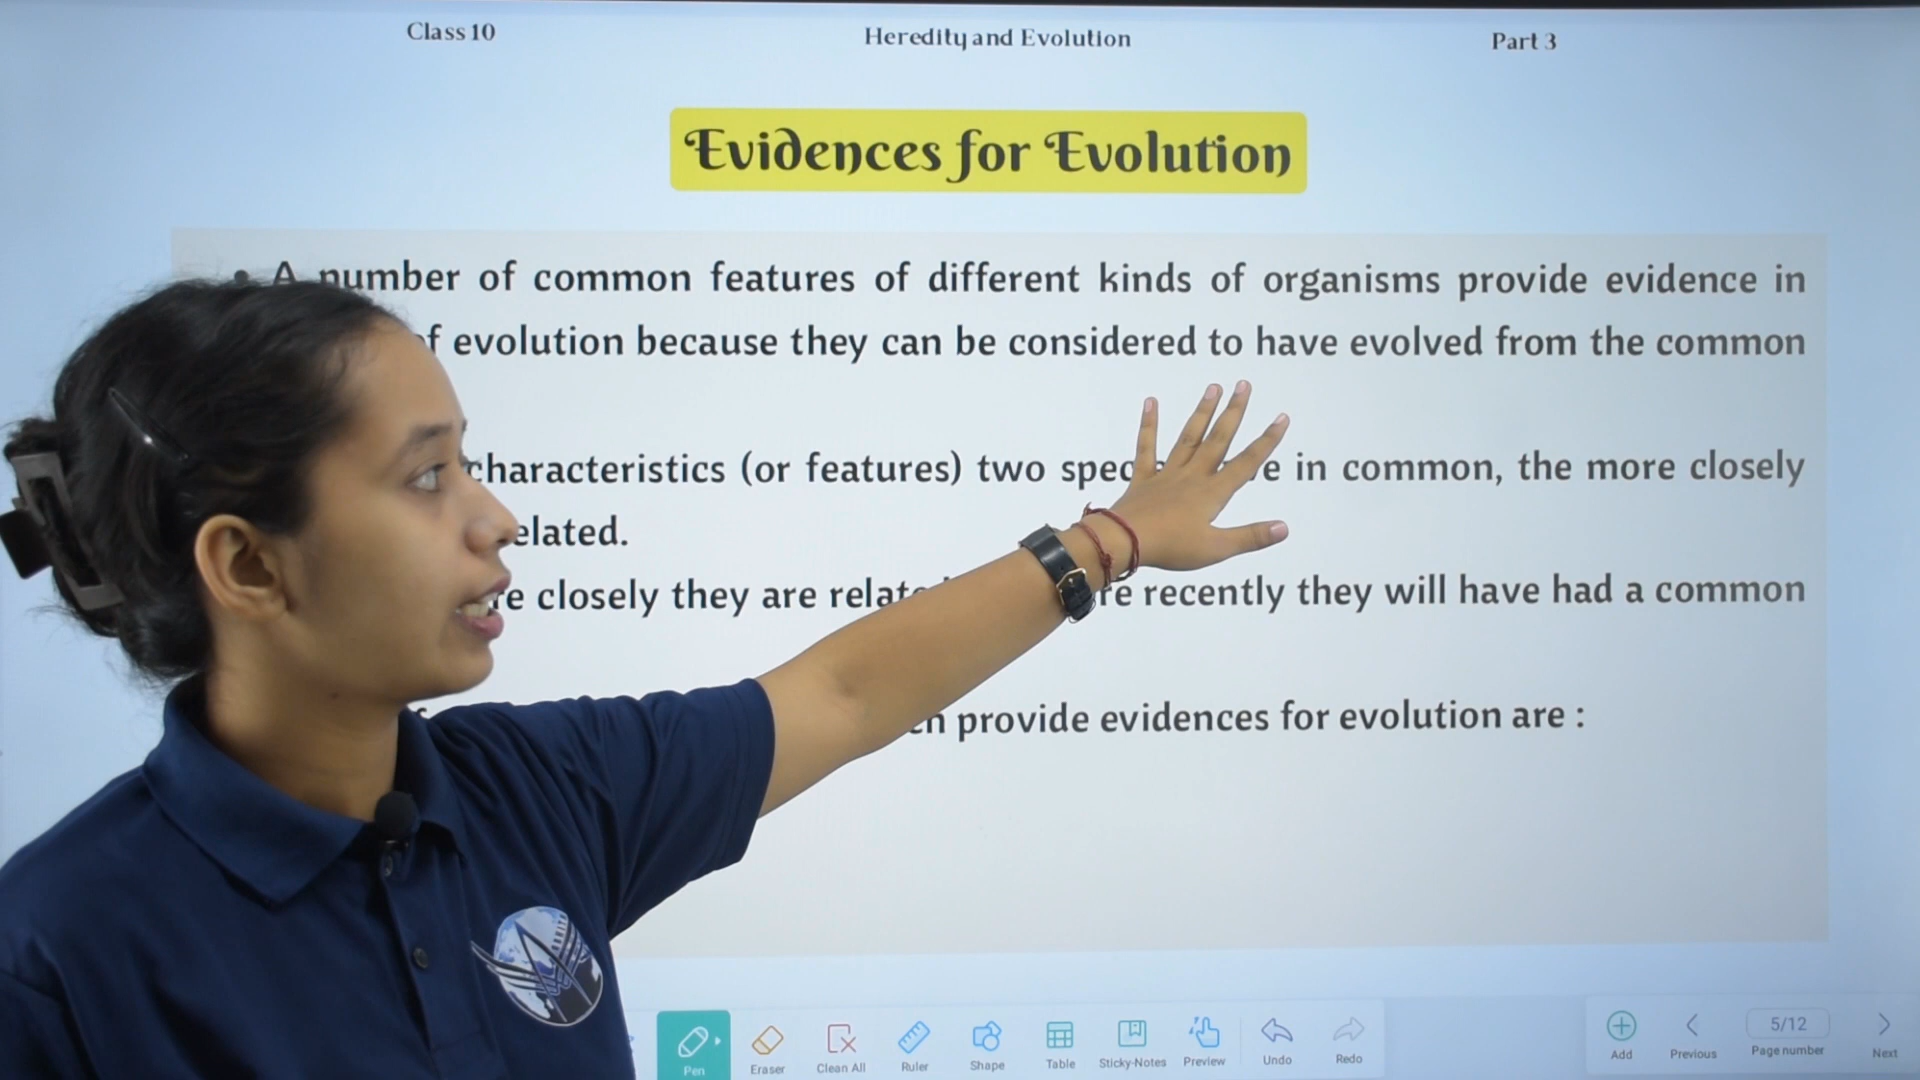 Class 10 Heredity and Evolution Part 3
Evidences for Evolution
• A number of common features of different kinds of organisms provide evidence in
evolution because they can be considered to have evolved from the common
characteristics (or features) two in common, the more closely
closely they are recently they will have had a common
provide evidences for evolution are :
Pen Eraser Clean All Ruler Shape Table Sticky-Notes Preview Undo Redo Add Previous 5/12 Page number Next